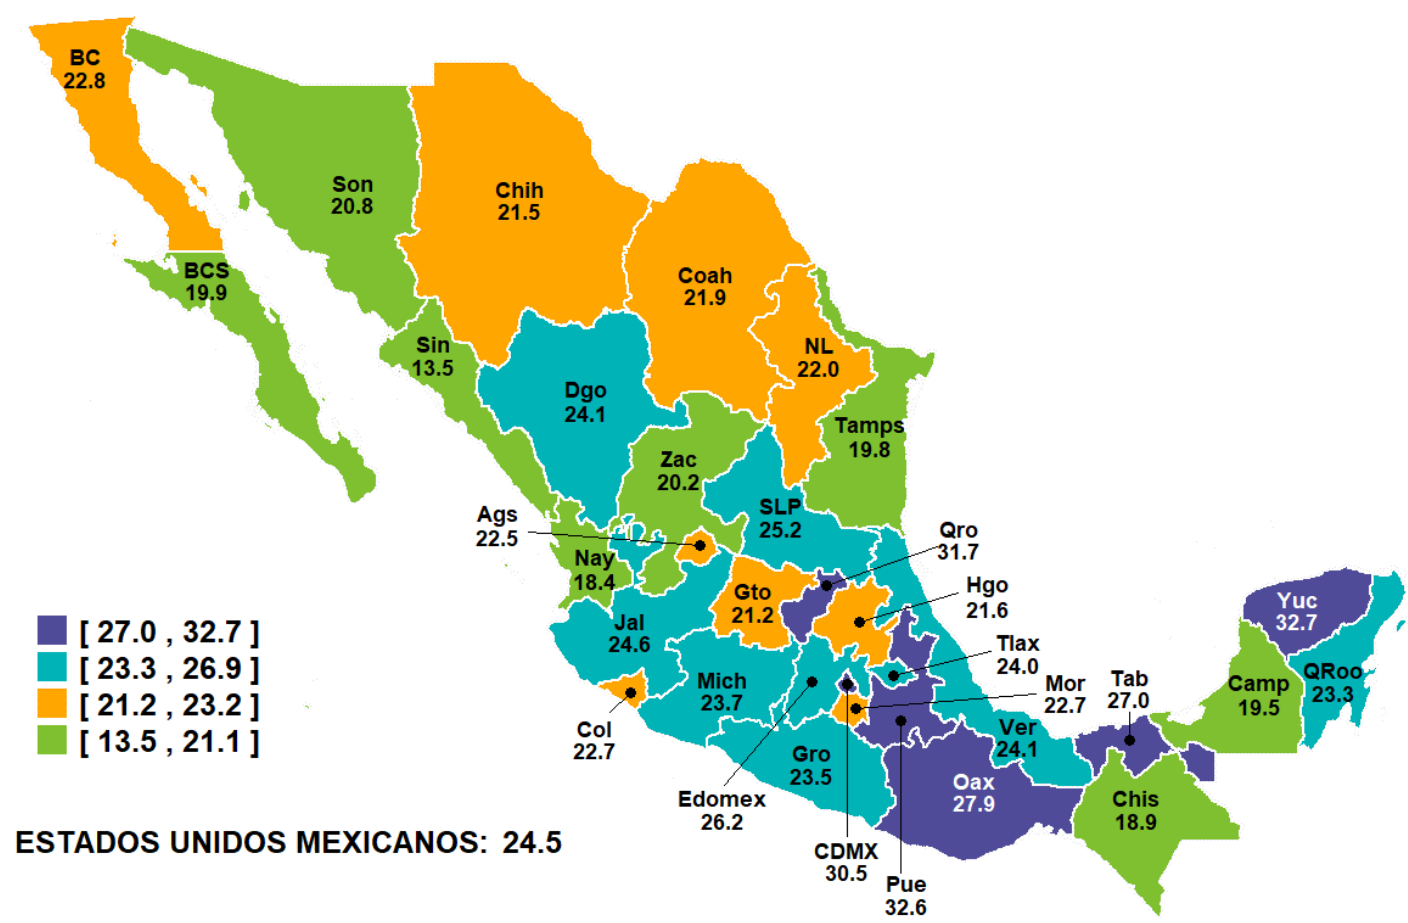 BC
22.8
Son
20.8
Chih
21.5
BCS
19.9
Coah
21.9
Sin
13.5
NL
22.0
Dgo
24.1
Tamps
19.8
Zac
20.2
SLP
25.2
Ags
22.5
Qro
31.7
Nay
18.4
Gto
21.2
Hgo
21.6
Yuc
32.7
Jal
24.6
Tlax
24.0
QRoo
23.3
Mich
23.7
Mor
22.7
Tab
27.0
Camp
19.5
Col
22.7
Ver
24.1
Gro
23.5
Oax
27.9
Chis
18.9
Edomex
26.2
CDMX
30.5
Pue
32.6
[ 27.0 , 32.7 ]
[ 23.3 , 26.9 ]
[ 21.2 , 23.2 ]
[ 13.5 , 21.1 ]
ESTADOS UNIDOS MEXICANOS: 24.5